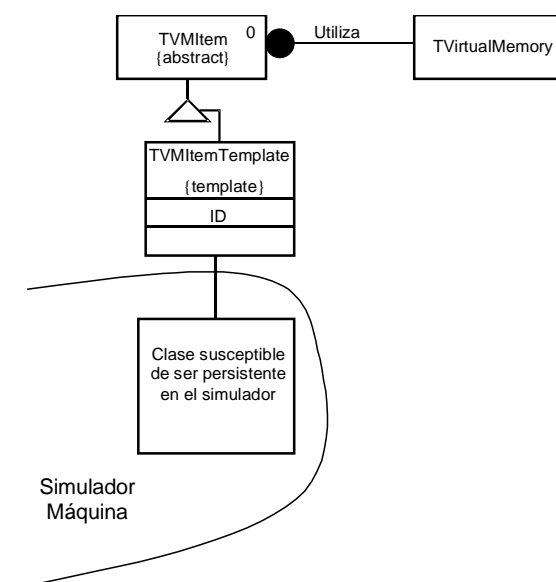 TVMItem 0
{abstract}
Utiliza
TVirtualMemory
TVMItemTemplate
{template}
ID
Clase susceptible
de ser persistente
en el simulador
Simulador
Máquina